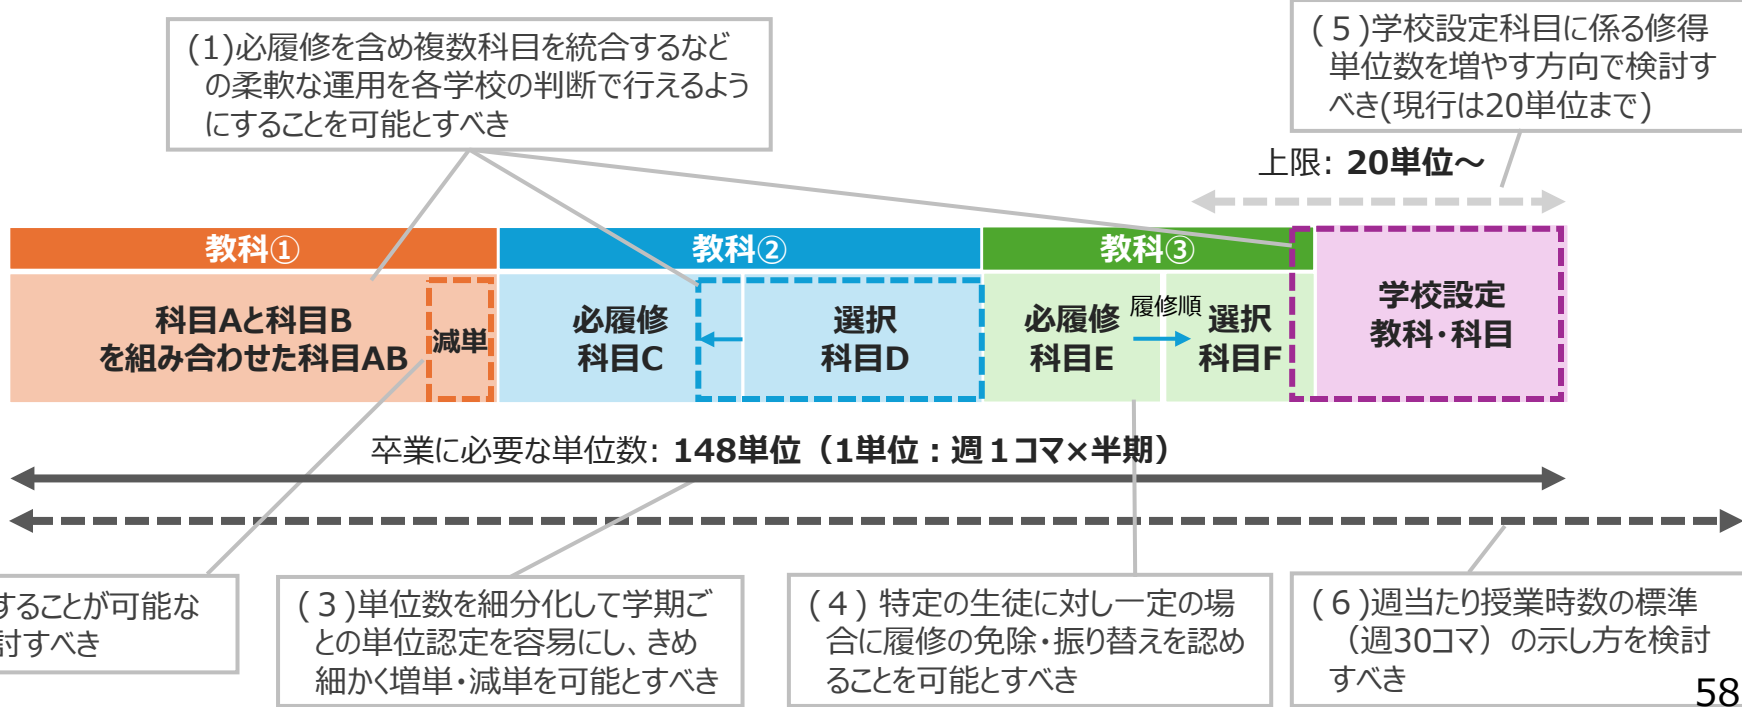 (1)必履修を含め複数科目を統合するなど
の柔軟な運用を各学校の判断で行えるよう
にすることを可能とすべき
(５)学校設定科目に係る修得
単位数を増やす方向で検討す
べき(現行は20単位まで)
上限: 20単位～
教科①
教科②
教科③
科目Aと科目B
を組み合わせた科目AB
減単
必履修
科目C
選択
科目D
必履修
科目E
履修順
選択
科目F
学校設定
教科・科目
卒業に必要な単位数: 148単位（1単位：週１コマ×半期）
することが可能な
討すべき
(３)単位数を細分化して学期ご
との単位認定を容易にし、きめ
細かく増単・減単を可能とすべき
(４) 特定の生徒に対し一定の場
合に履修の免除・振り替えを認め
ることを可能とすべき
(６)週当たり授業時数の標準
（週30コマ）の示し方を検討
すべき
58